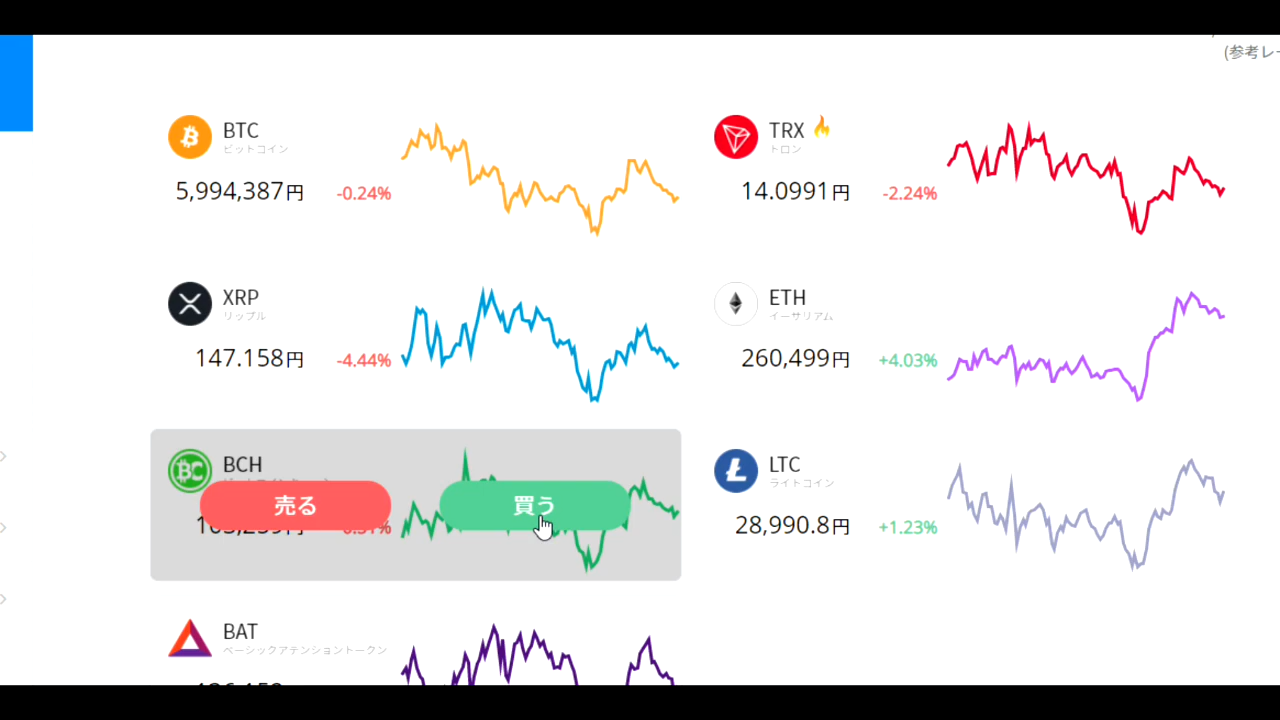 (参考レー
BTC
ビットコイン
5,994,387円 -0.24%
TRX
トロン
14.0991円 -2.24%
XRP
リップル
147.158円 -4.44%
ETH
イーサリアム
260,499円 +4.03%
BCH
売る 買う
LTC
ライトコイン
28,990.8円 +1.23%
BAT
ベーシックアテンショントークン